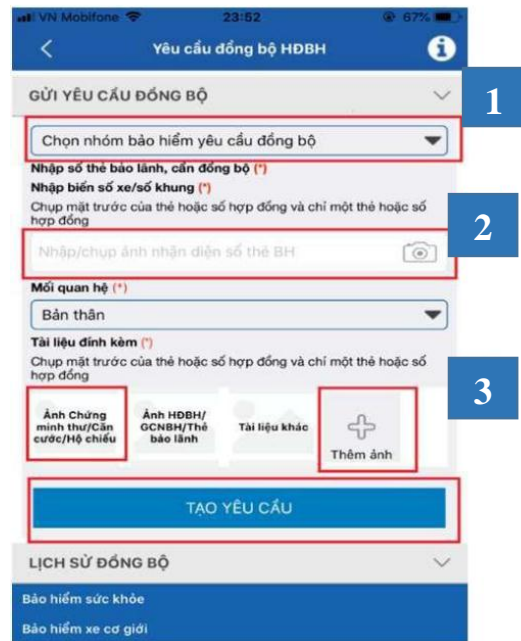 VN Mobifone 23:52 67%
Yêu cầu đồng bộ HĐBH
GỬI YÊU CẦU ĐỒNG BỘ
1
Chọn nhóm bảo hiểm yêu cầu đồng bộ
Nhập số thẻ bảo lãnh, cần đồng bộ (*)
Nhập biển số xe/số khung (*)
Chụp mặt trước của thẻ hoặc số hợp đồng và chỉ một thẻ hoặc số
hợp đồng
2
Nhập/chụp ảnh nhận diện số thẻ BH
Mối quan hệ (*)
Bản thân
Tài liệu đính kèm (*)
Chụp mặt trước của thẻ hoặc số hợp đồng và chỉ một thẻ hoặc số
hợp đồng
3
Ảnh Chứng
minh thư/Căn
cước/Hộ chiếu
Ảnh HĐBH/
GCNBH/Thẻ
bảo lãnh
Tài liệu khác
Thêm ảnh
TẠO YÊU CẦU
LỊCH SỬ ĐỒNG BỘ
Bảo hiểm sức khỏe
Bảo hiểm xe cơ giới